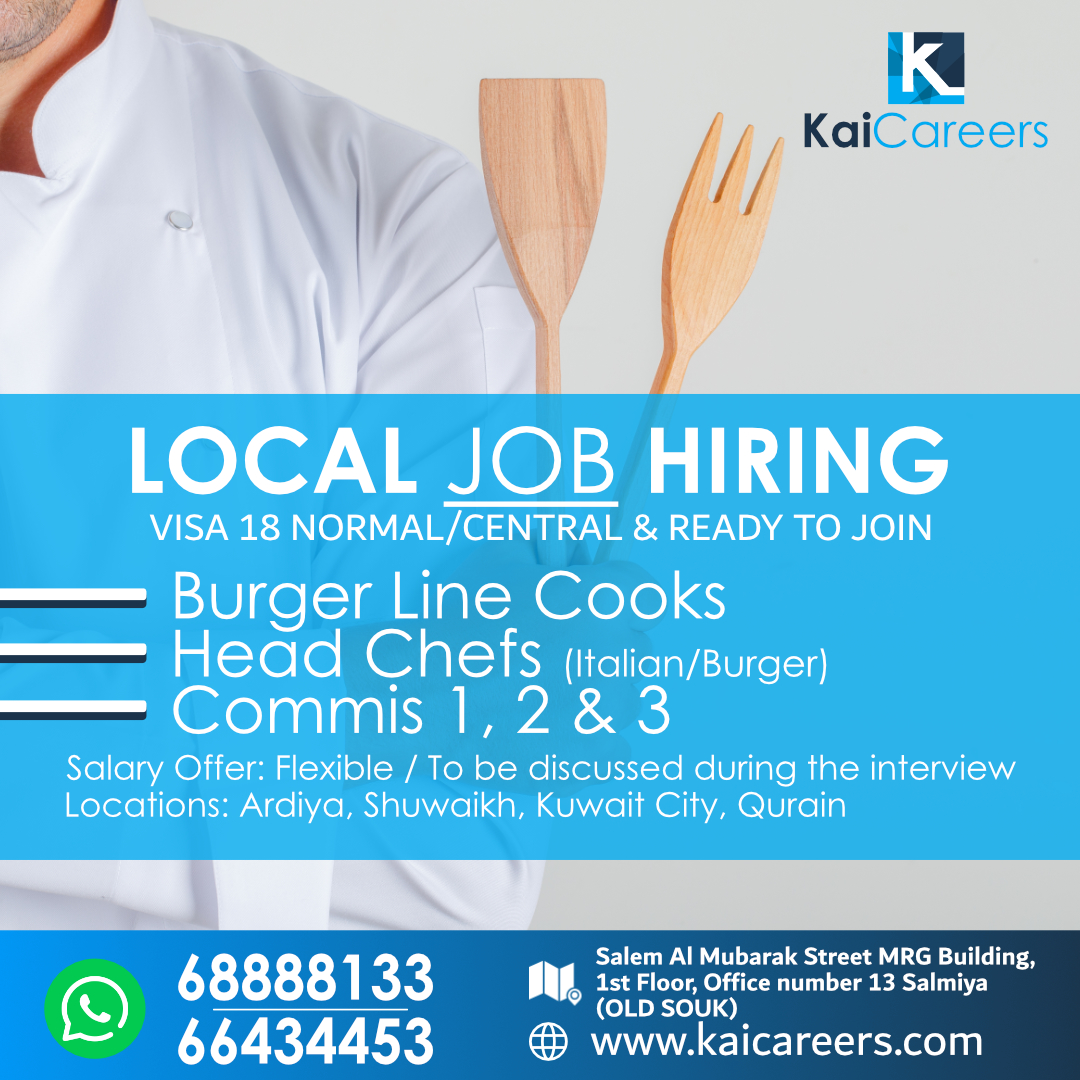 K
KaiCareers
LOCAL JOB HIRING
VISA 18 NORMAL/CENTRAL & READY TO JOIN
Burger Line Cooks
Head Chefs (Italian/Burger)
Commis 1, 2 & 3
Salary Offer: Flexible / To be discussed during the interview
Locations: Ardiya, Shuwaikh, Kuwait City, Qurain
68888133
66434453
Salem Al Mubarak Street MRG Building,
1st Floor, Office number 13 Salmiya
(OLD SOUK)
www.kaicareers.com